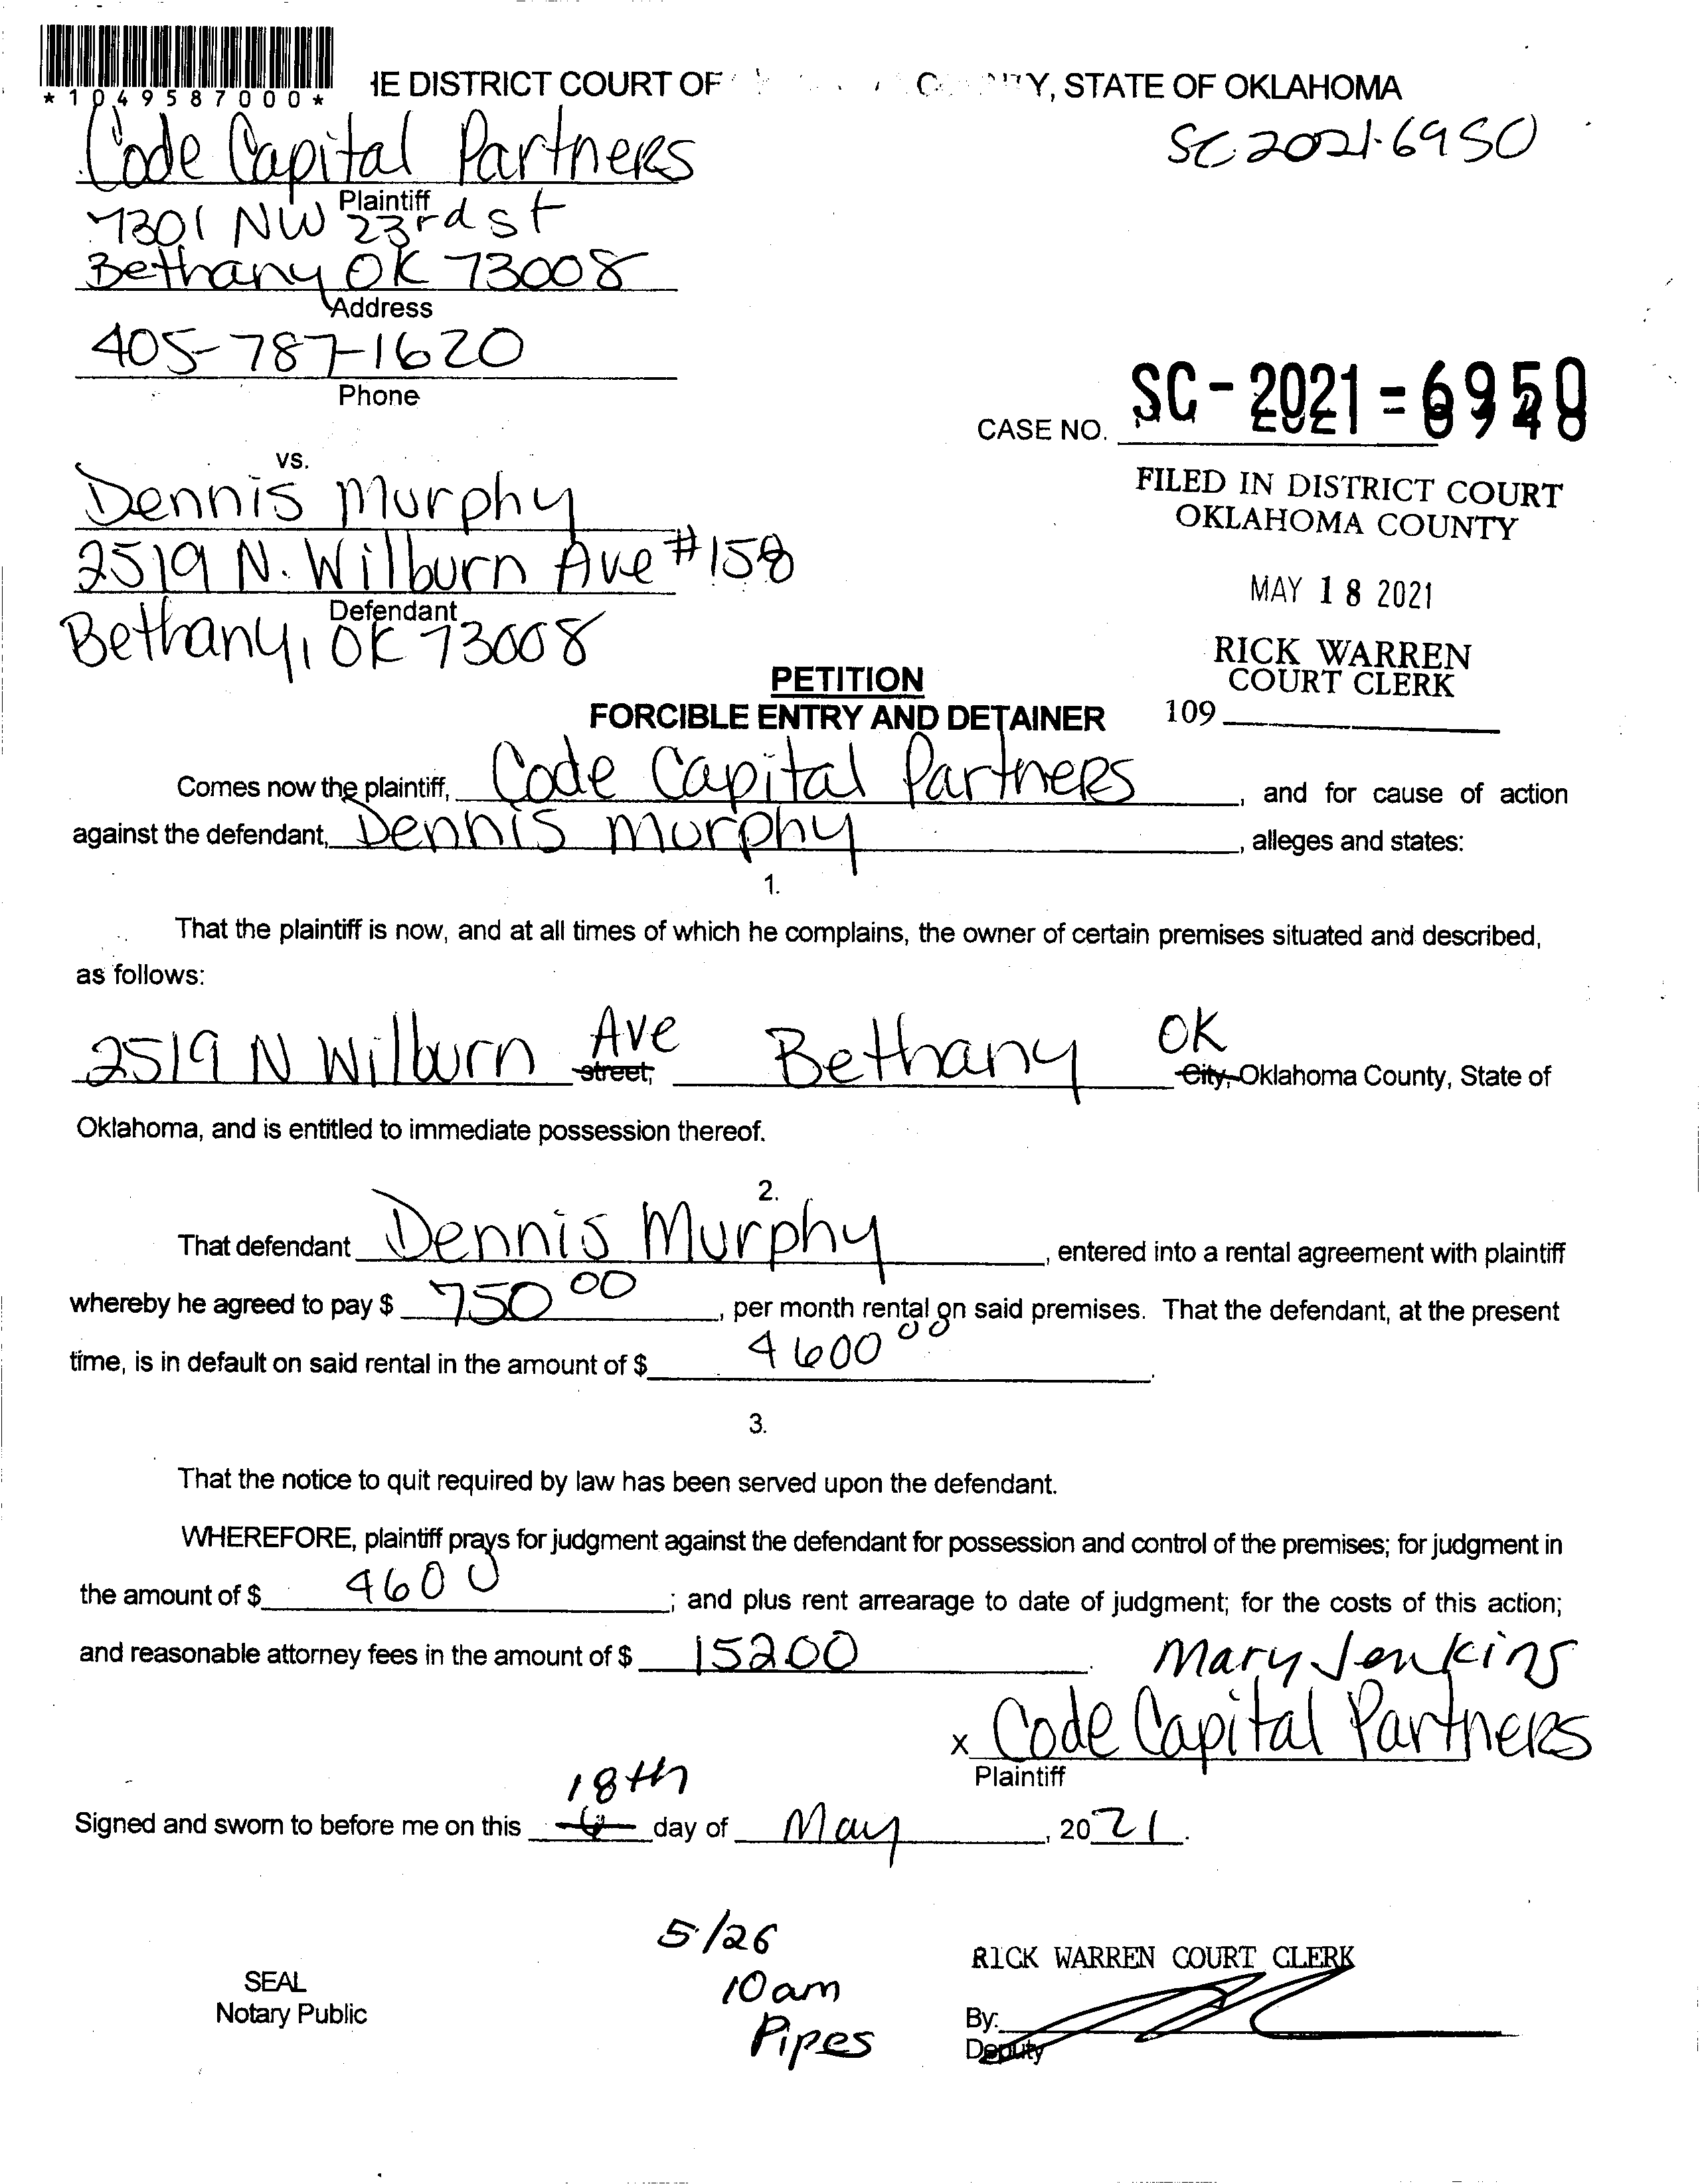 *1049587000*
IE DISTRICT COURT OF Y, STATE OF OKLAHOMA
Code Capital Partners
SC 2021-6950
Plaintiff
7301 NW 23rd st
Bethany OK 73008
Address
405-787-1620
Phone
CASE NO. SC-2021-6950
vs.
FILED IN DISTRICT COURT
OKLAHOMA COUNTY
Dennis Murphy
2519 N. Wilburn Ave #158
MAY 18 2021
Defendant
Bethany, OK 73008
RICK WARREN
COURT CLERK
109
PETITION
FORCIBLE ENTRY AND DETAINER
Comes now the plaintiff, Code Capital Partners, and for cause of action
against the defendant, Dennis Murphy, alleges and states:
1.
That the plaintiff is now, and at all times of which he complains, the owner of certain premises situated and described,
as follows:
2519 N Wilburn Ave street; Bethany OK City, Oklahoma County, State of
Oklahoma, and is entitled to immediate possession thereof.
2.
That defendant Dennis Murphy, entered into a rental agreement with plaintiff
whereby he agreed to pay $ 750 00, per month rental on said premises. That the defendant, at the present
time, is in default on said rental in the amount of $ 4600 00.
3.
That the notice to quit required by law has been served upon the defendant.
WHEREFORE, plaintiff prays for judgment against the defendant for possession and control of the premises; for judgment in
the amount of $ 4600; and plus rent arrearage to date of judgment; for the costs of this action;
and reasonable attorney fees in the amount of $ 15200.
Mary Jenkins
x Code Capital Partners
Plaintiff
18th
Signed and sworn to before me on this 6 day of May, 2021.
5/26
10am
Pipes
SEAL
Notary Public
RICK WARREN COURT CLERK
By:
Deputy